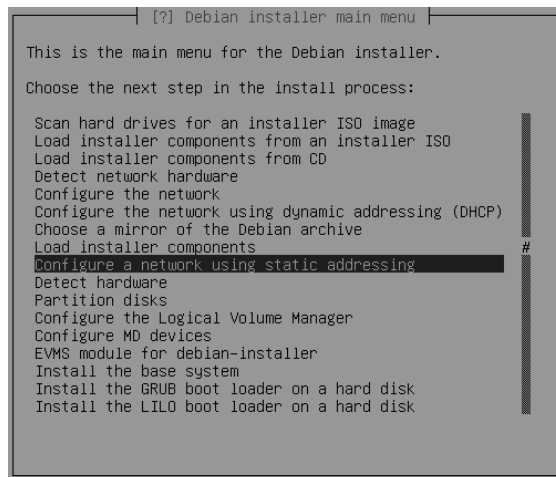 [?] Debian installer main menu
This is the main menu for the Debian installer.
Choose the next step in the install process:
Scan hard drives for an installer ISO image
Load installer components from an installer ISO
Load installer components from CD
Detect network hardware
Configure the network
Configure the network using dynamic addressing (DHCP)
Choose a mirror of the Debian archive
Load installer components #
Configure a network using static addressing
Detect hardware
Partition disks
Configure the Logical Volume Manager
Configure MD devices
EVMS module for debian-installer
Install the base system
Install the GRUB boot loader on a hard disk
Install the LILO boot loader on a hard disk